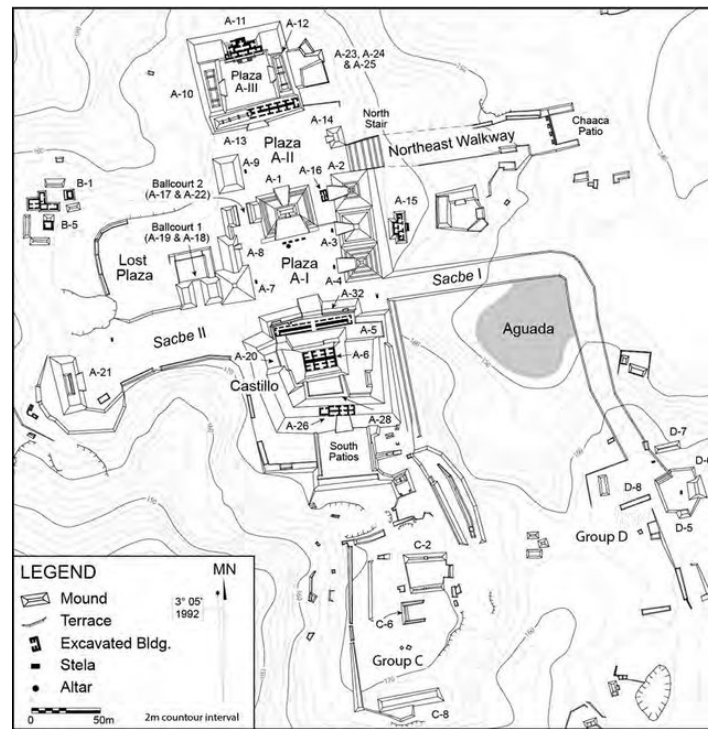 A-11
A-12
Plaza
A-III
A-23, A-24
& A-25
A-10
A-13
A-14
North
Stair
Northeast Walkway
Chaaca
Patio
Plaza
A-II
A-9
A-1
A-16
A-2
B-1
B-5
Ballcourt 2
(A-17 & A-22)
A-15
Ballcourt 1
(A-19 & A-18)
A-3
A-8
Lost
Plaza
Plaza
A-I
A-4
A-7
Sacbe I
A-32
Sacbe II
A-5
Aguada
A-20
A-6
A-21
Castillo
A-26
A-28
South
Patios
D-7
D-6
D-8
D-5
Group D
C-2
C-6
Group C
C-8
LEGEND
MN
Mound
3° 05'
1992
Terrace
Excavated Bldg.
Stela
Altar
0
50m
2m countour interval